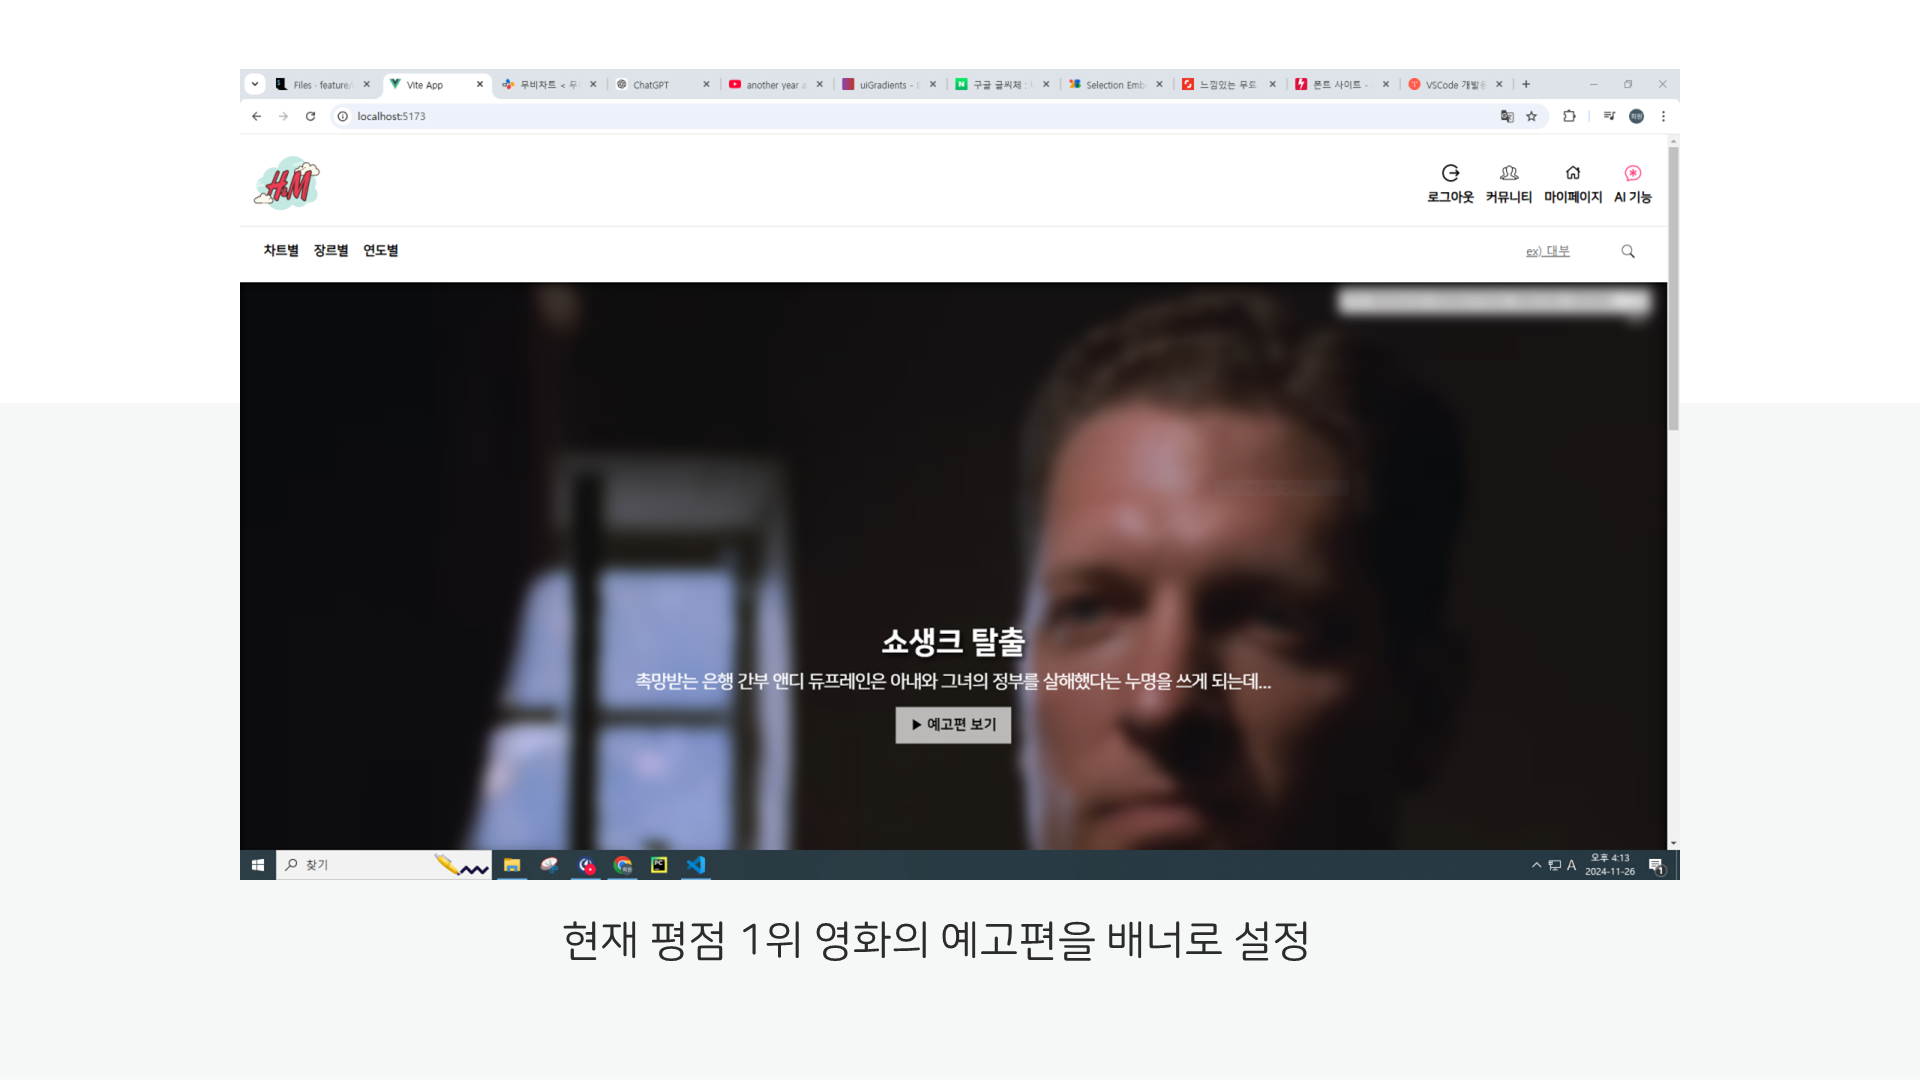 Files - feature/
Vite App
무비차트 < 무
ChatGPT
another year a
uiGradients -
구글 글씨체 :
Selection Emb
느낌있는 무료
폰트 사이트 -
VSCode 개발
localhost:5173
H&M
로그아웃 커뮤니티 마이페이지 AI 기능
차트별 장르별 연도별
ex) 대부
쇼생크 탈출
촉망받는 은행 간부 앤디 듀프레인은 아내와 그녀의 정부를 살해했다는 누명을 쓰게 되는데...
▶ 예고편 보기
찾기
A
오후 4:13
2024-11-26
1
현재 평점 1위 영화의 예고편을 배너로 설정